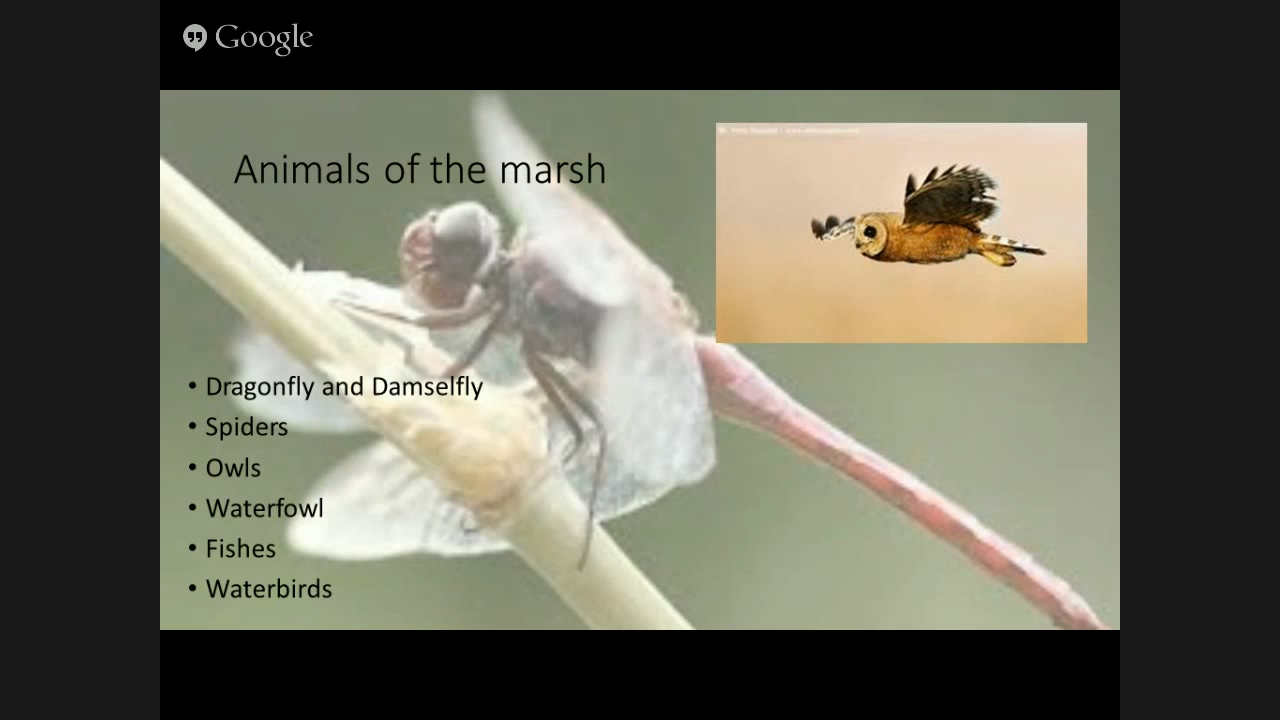 Google
Animals of the marsh
• Dragonfly and Damselfly
• Spiders
• Owls
• Waterfowl
• Fishes
• Waterbirds